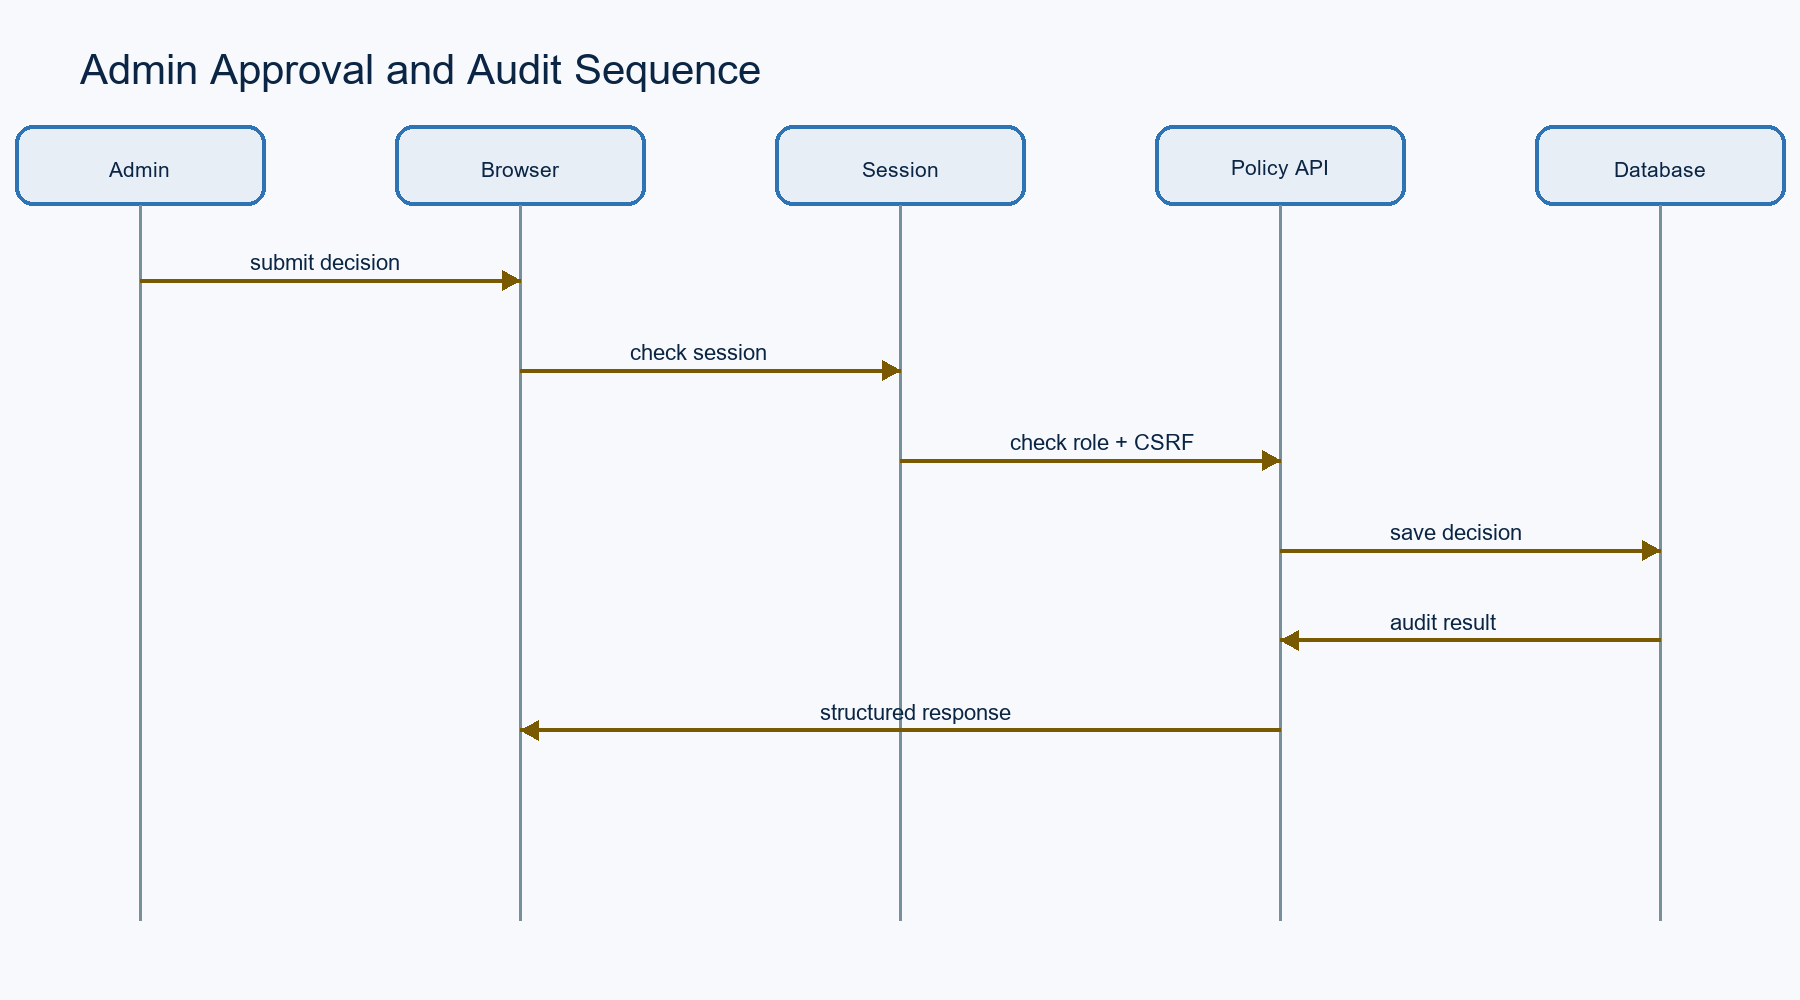 Admin Approval and Audit Sequence
Admin
Browser
Session
Policy API
Database
submit decision
check session
check role + CSRF
save decision
audit result
structured response